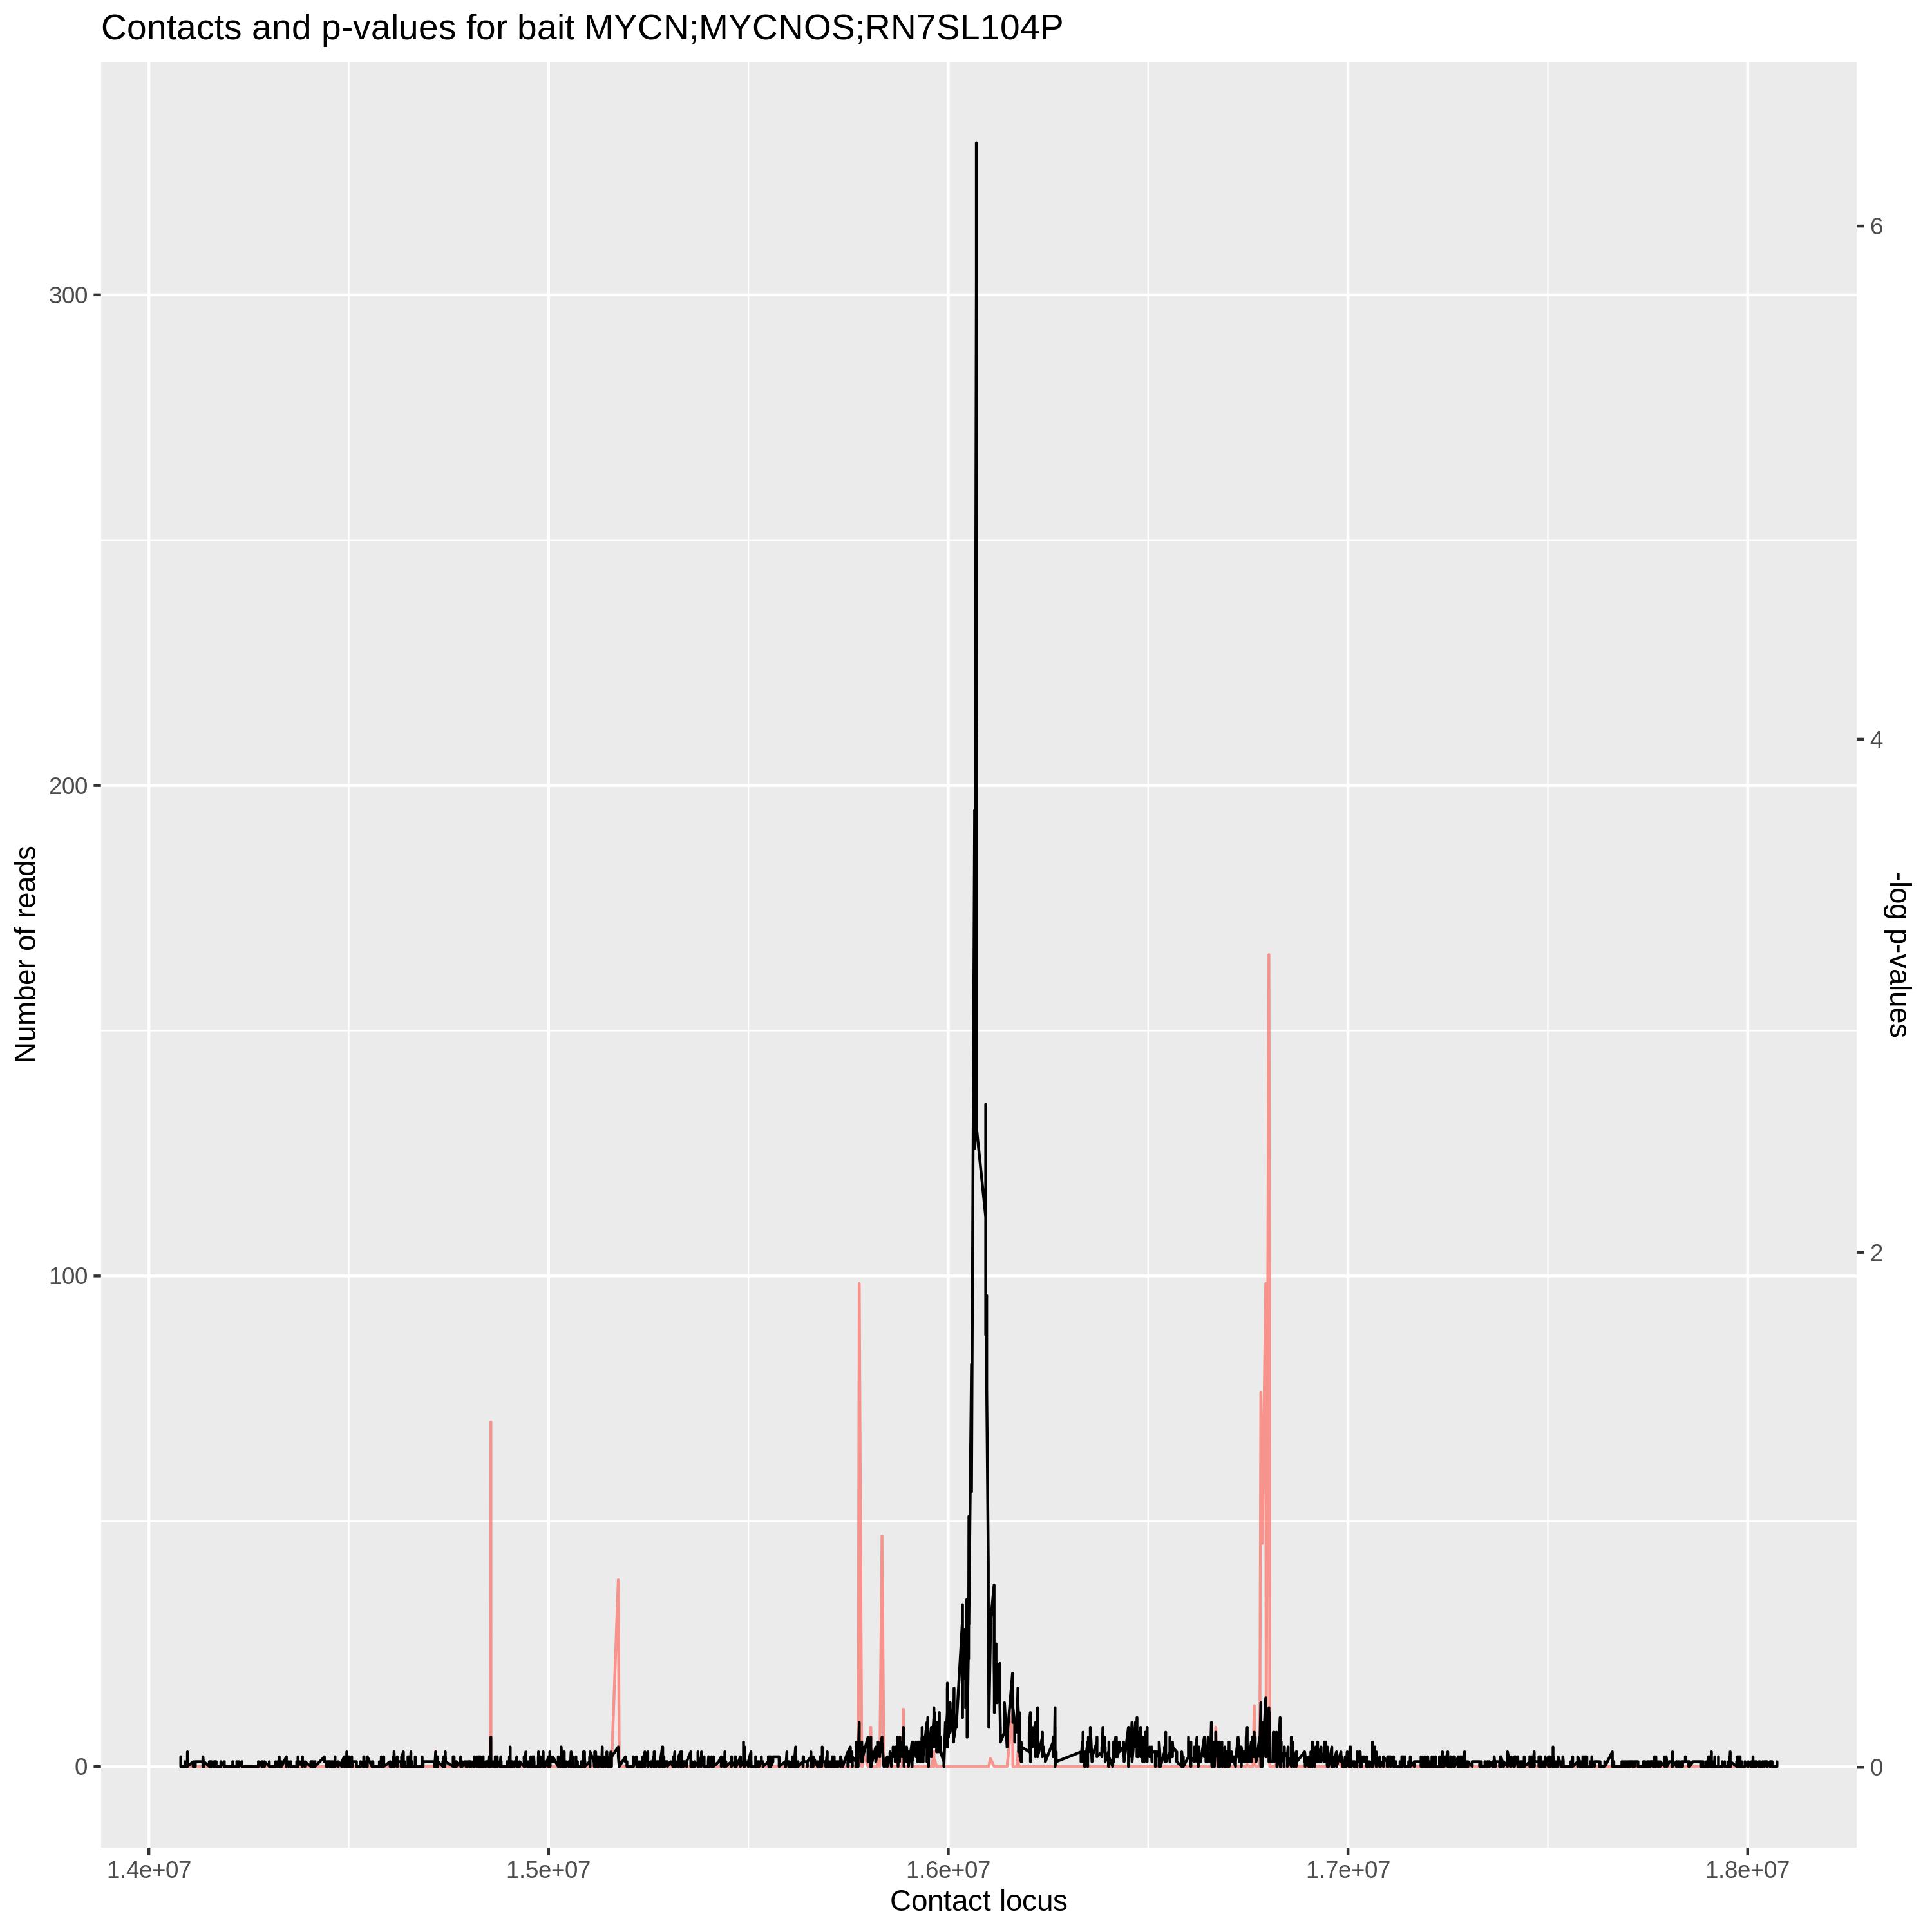 Contacts and p-values for bait MYCN;MYCNOS;RN7SL104P
300
200
100
0
Number of reads
6
4
2
0
-log p-values
1.4e+07 1.5e+07 1.6e+07 1.7e+07 1.8e+07
Contact locus